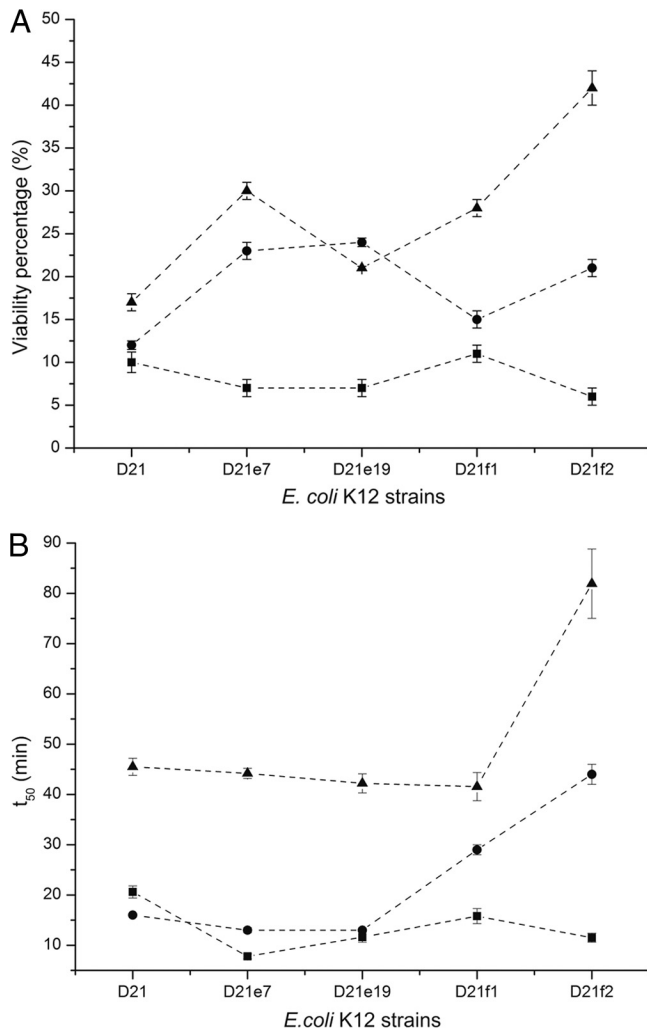 A
50
45
40
35
30
25
20
15
10
5
0
Viability percentage (%)
D21 D21e7 D21e19 D21f1 D21f2
E. coli K12 strains
B
90
80
70
60
50
40
30
20
10
t50 (min)
D21 D21e7 D21e19 D21f1 D21f2
E.coli K12 strains